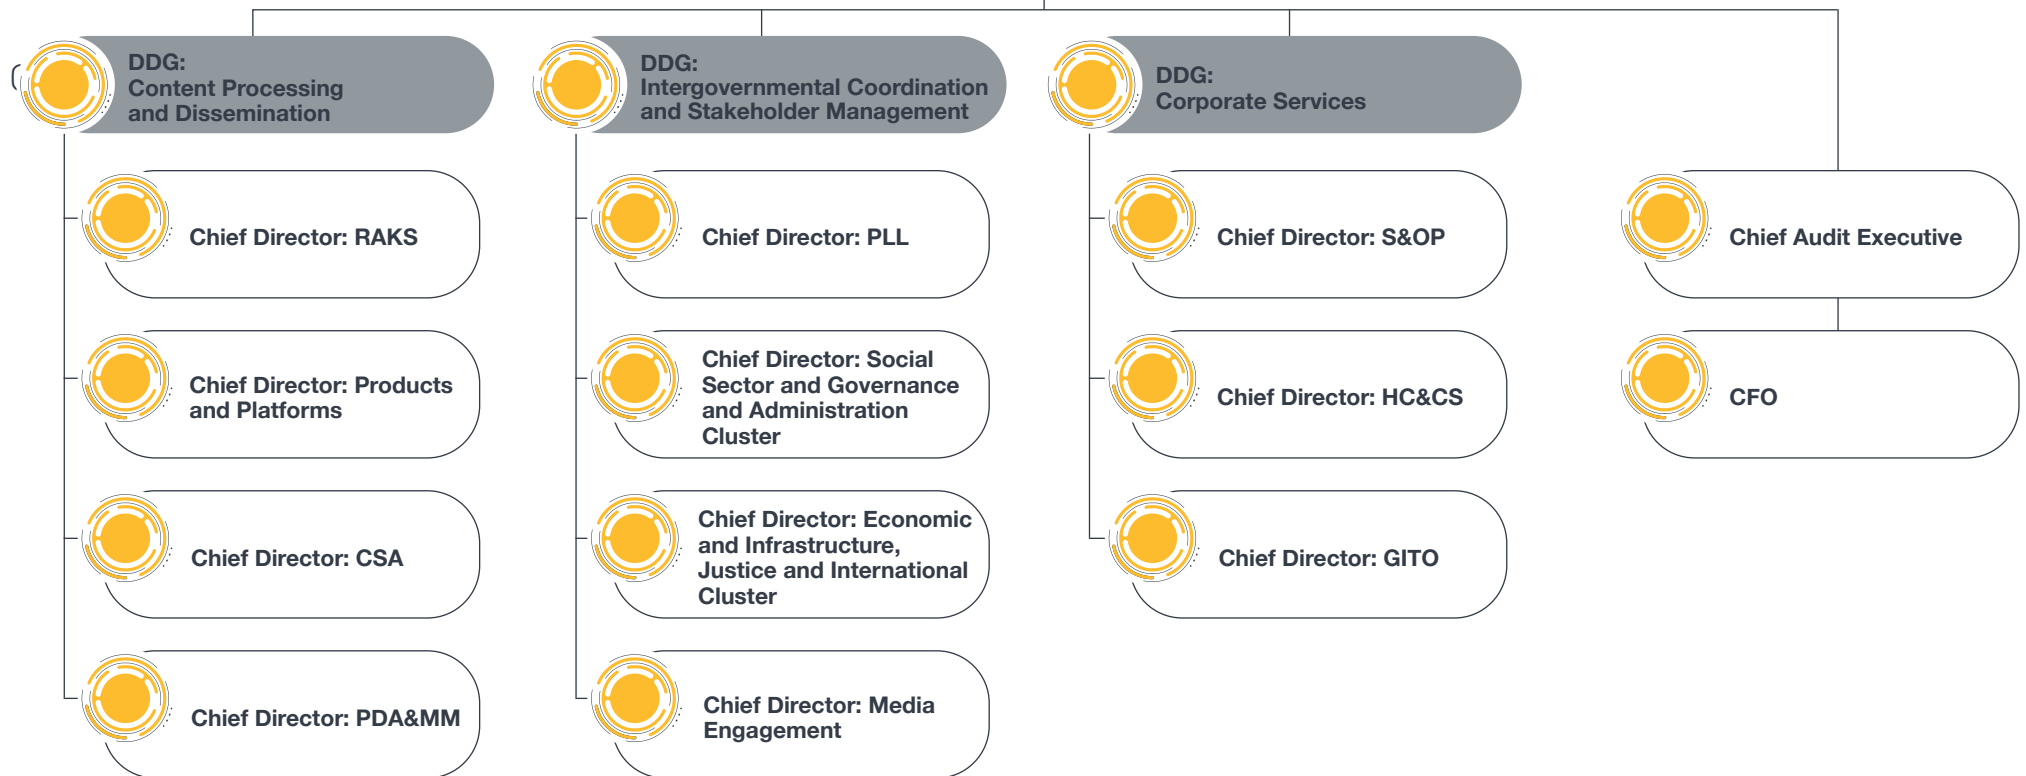 DDG:
Content Processing
and Dissemination
Chief Director: RAKS
Chief Director: Products
and Platforms
Chief Director: CSA
Chief Director: PDA&MM
DDG:
Intergovernmental Coordination
and Stakeholder Management
Chief Director: PLL
Chief Director: Social
Sector and Governance
and Administration
Cluster
Chief Director: Economic
and Infrastructure,
Justice and International
Cluster
Chief Director: Media
Engagement
DDG:
Corporate Services
Chief Director: S&OP
Chief Director: HC&CS
Chief Director: GITO
Chief Audit Executive
CFO